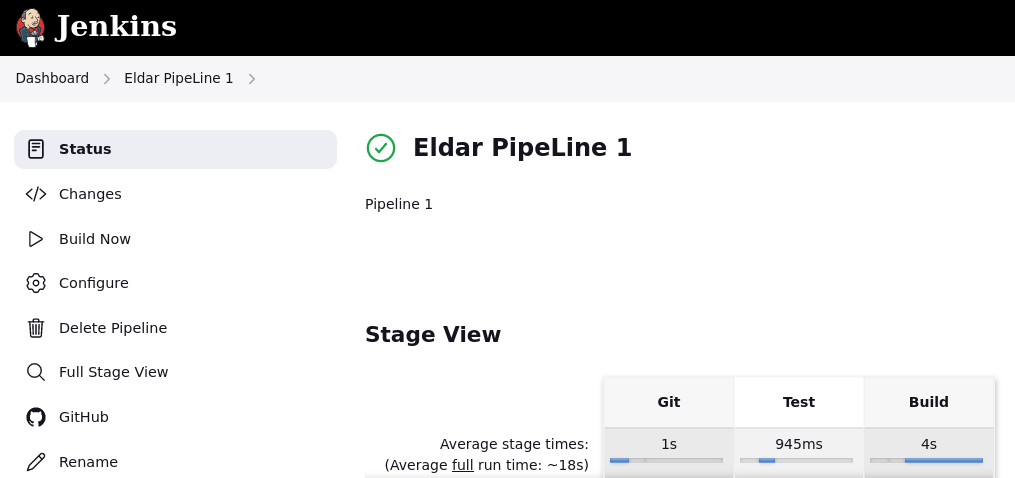 Jenkins
Dashboard
Eldar PipeLine 1
Status
Changes
Build Now
Configure
Delete Pipeline
Full Stage View
GitHub
Rename
Eldar PipeLine 1
Pipeline 1
Stage View
Git Test Build
Average stage times: 1s 945ms 4s
(Average full run time: ~18s)